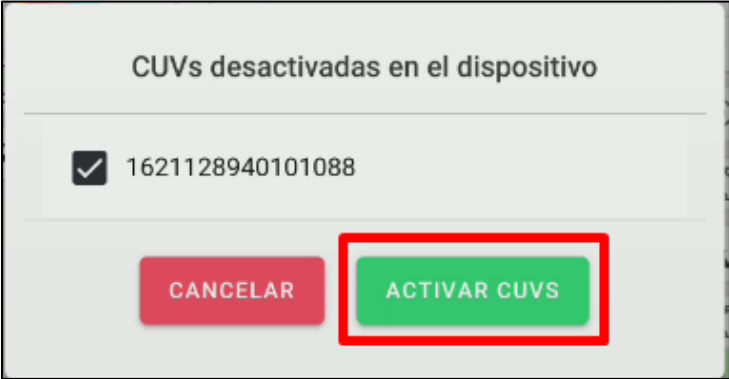 CUVs desactivadas en el dispositivo
1621128940101088
CANCELAR
ACTIVAR CUVS